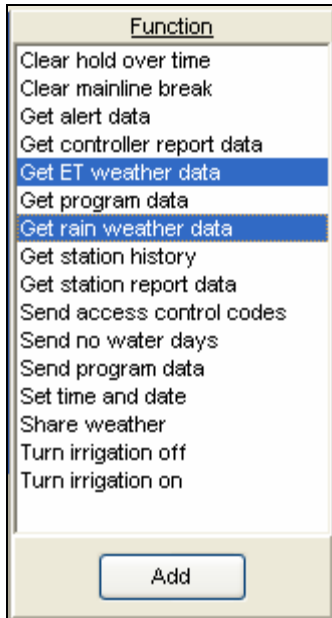 Function
Clear hold over time
Clear mainline break
Get alert data
Get controller report data
Get ET weather data
Get program data
Get rain weather data
Get station history
Get station report data
Send access control codes
Send no water days
Send program data
Set time and date
Share weather
Turn irrigation off
Turn irrigation on
Add